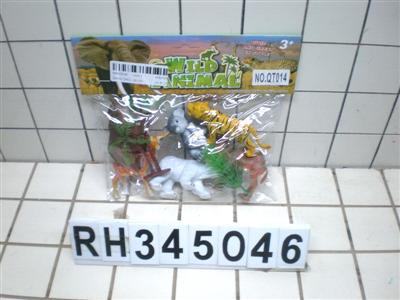 WILD
ANIMAL
3+
NO.QT014
RH345046